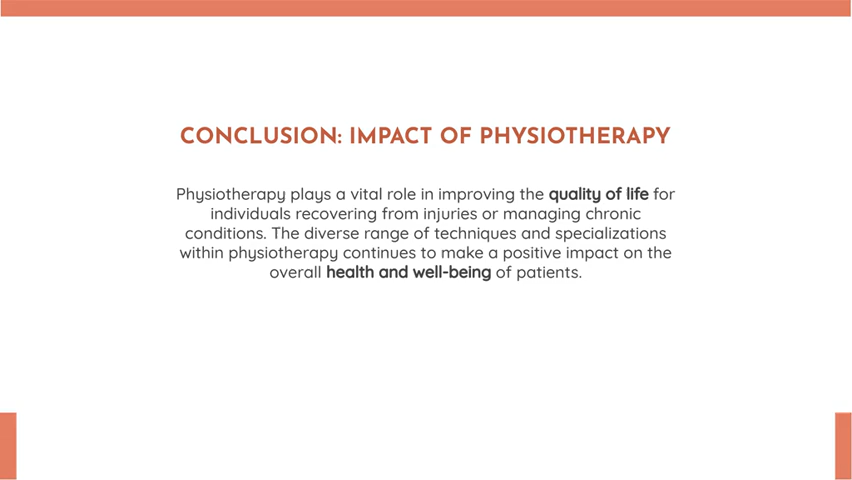 CONCLUSION: IMPACT OF PHYSIOTHERAPY
Physiotherapy plays a vital role in improving the quality of life for
individuals recovering from injuries or managing chronic
conditions. The diverse range of techniques and specializations
within physiotherapy continues to make a positive impact on the
overall health and well-being of patients.